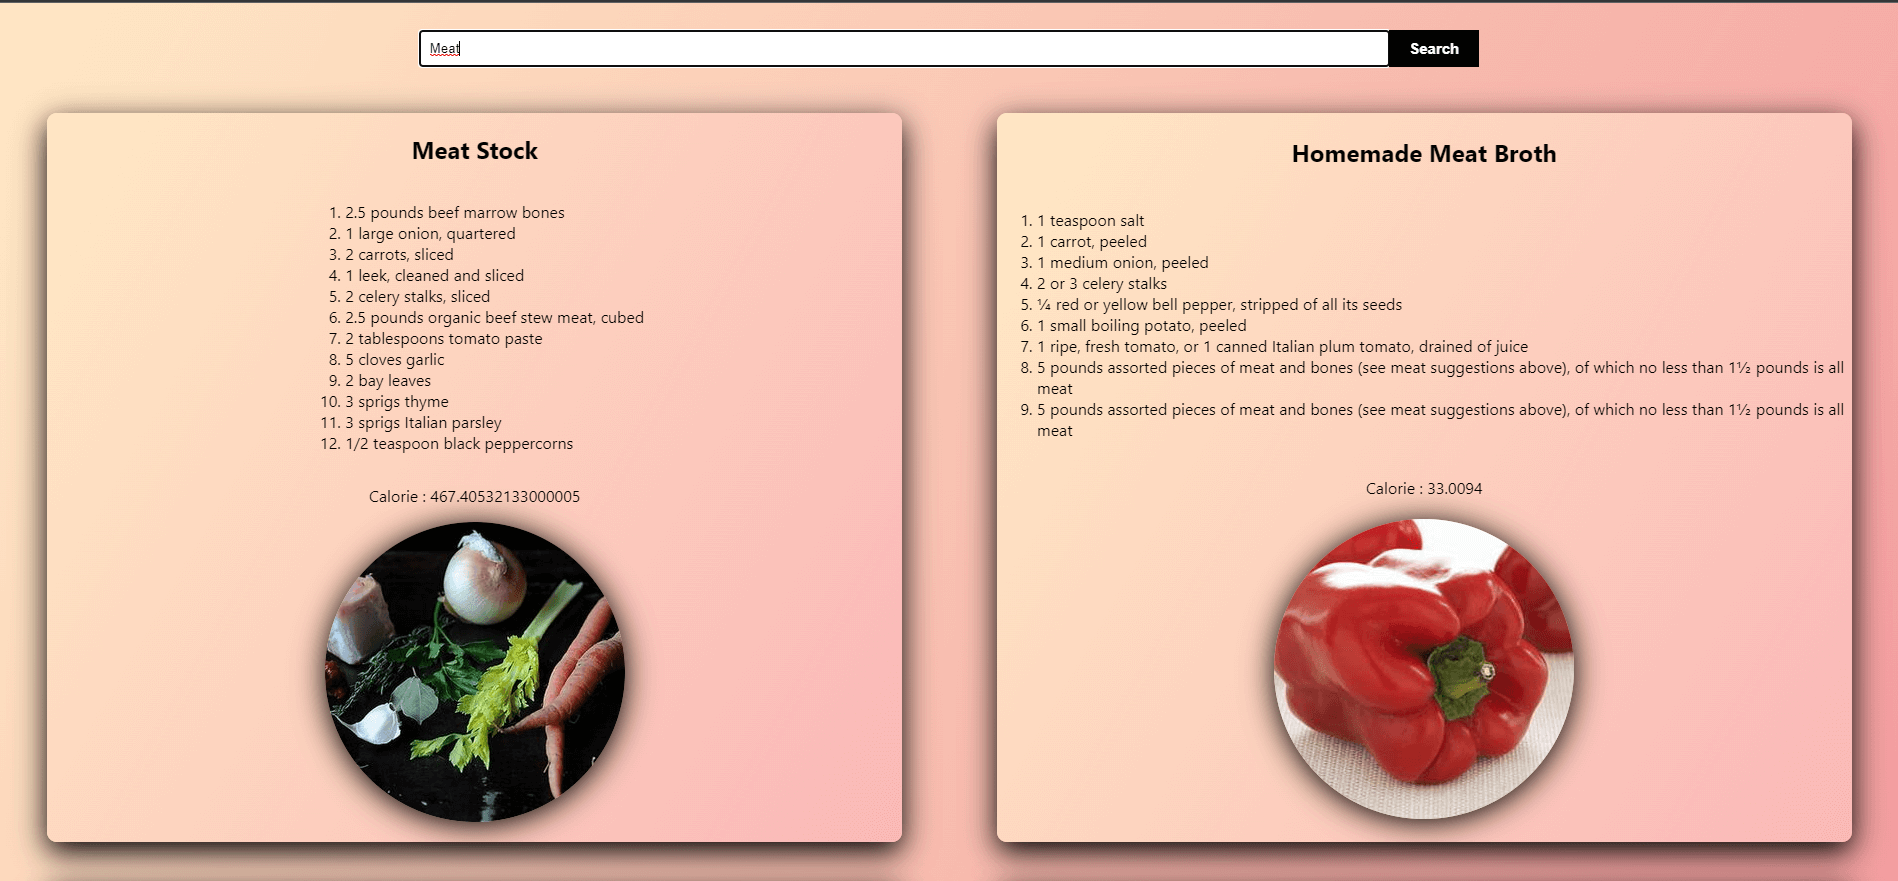 Meat
Search
Meat Stock
1. 2.5 pounds beef marrow bones
2. 1 large onion, quartered
3. 2 carrots, sliced
4. 1 leek, cleaned and sliced
5. 2 celery stalks, sliced
6. 2.5 pounds organic beef stew meat, cubed
7. 2 tablespoons tomato paste
8. 5 cloves garlic
9. 2 bay leaves
10. 3 sprigs thyme
11. 3 sprigs Italian parsley
12. 1/2 teaspoon black peppercorns
Calorie : 467.40532133000005
Homemade Meat Broth
1. 1 teaspoon salt
2. 1 carrot, peeled
3. 1 medium onion, peeled
4. 2 or 3 celery stalks
5. ¼ red or yellow bell pepper, stripped of all its seeds
6. 1 small boiling potato, peeled
7. 1 ripe, fresh tomato, or 1 canned Italian plum tomato, drained of juice
8. 5 pounds assorted pieces of meat and bones (see meat suggestions above), of which no less than 1½ pounds is all
meat
9. 5 pounds assorted pieces of meat and bones (see meat suggestions above), of which no less than 1½ pounds is all
meat
Calorie : 33.0094